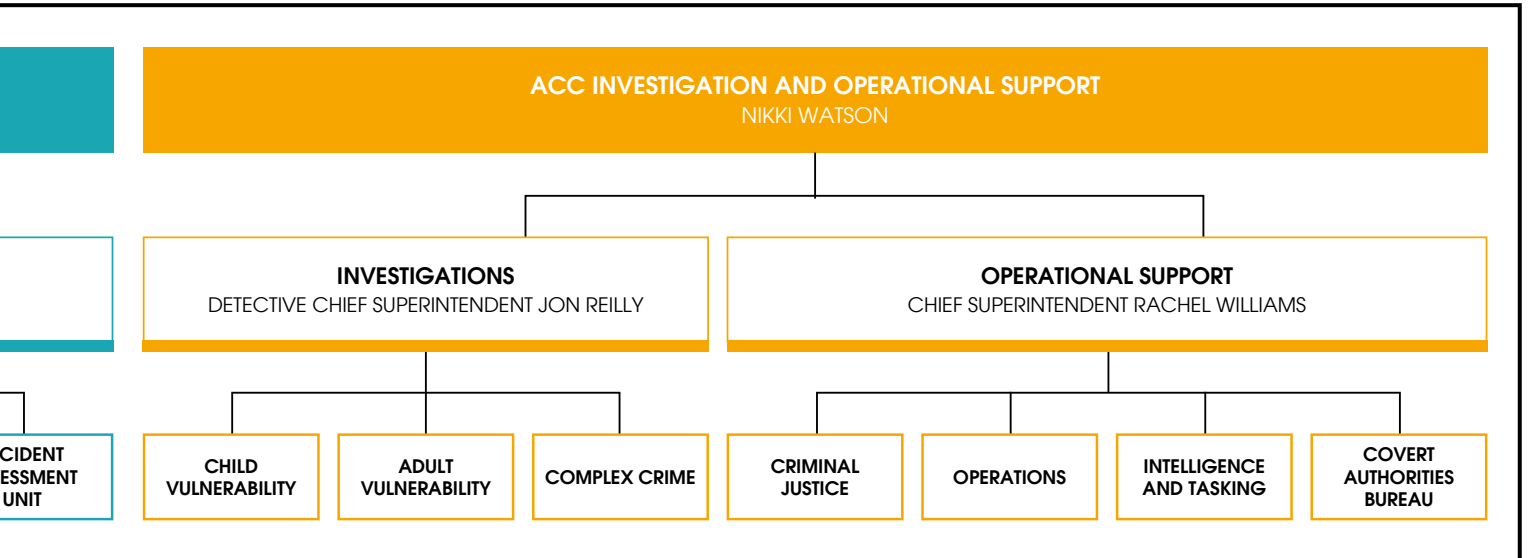 ACC INVESTIGATION AND OPERATIONAL SUPPORT
NIKKI WATSON
INVESTIGATIONS
DETECTIVE CHIEF SUPERINTENDENT JON REILLY
OPERATIONAL SUPPORT
CHIEF SUPERINTENDENT RACHEL WILLIAMS
CIDENT
ESSMENT
UNIT
CHILD
VULNERABILITY
ADULT
VULNERABILITY
COMPLEX CRIME
CRIMINAL
JUSTICE
OPERATIONS
INTELLIGENCE
AND TASKING
COVERT
AUTHORITIES
BUREAU